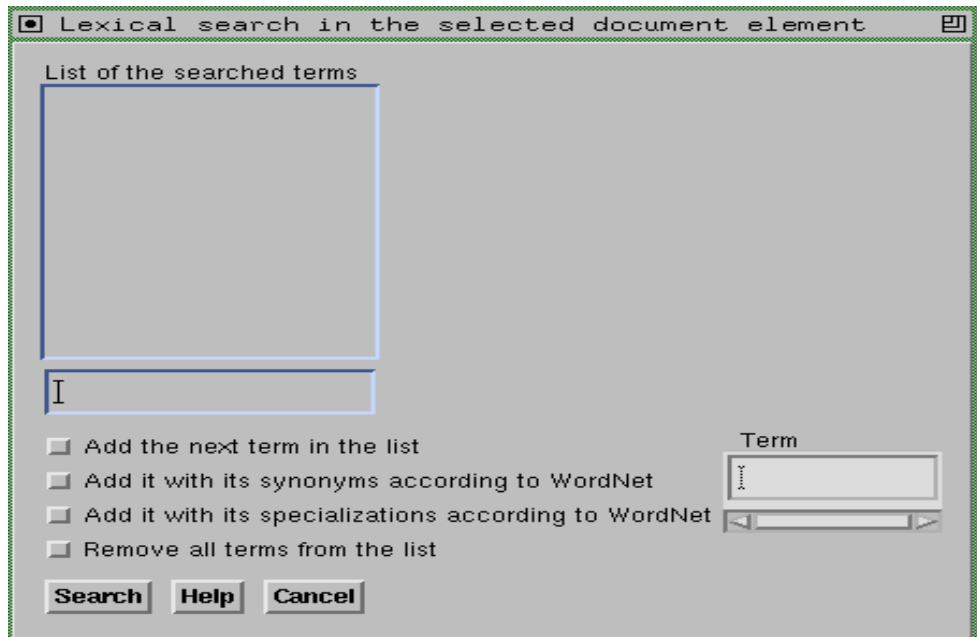 Lexical search in the selected document element
List of the searched terms
Add the next term in the list
Term
Add it with its synonyms according to WordNet
Add it with its specializations according to WordNet
Remove all terms from the list
Search Help Cancel